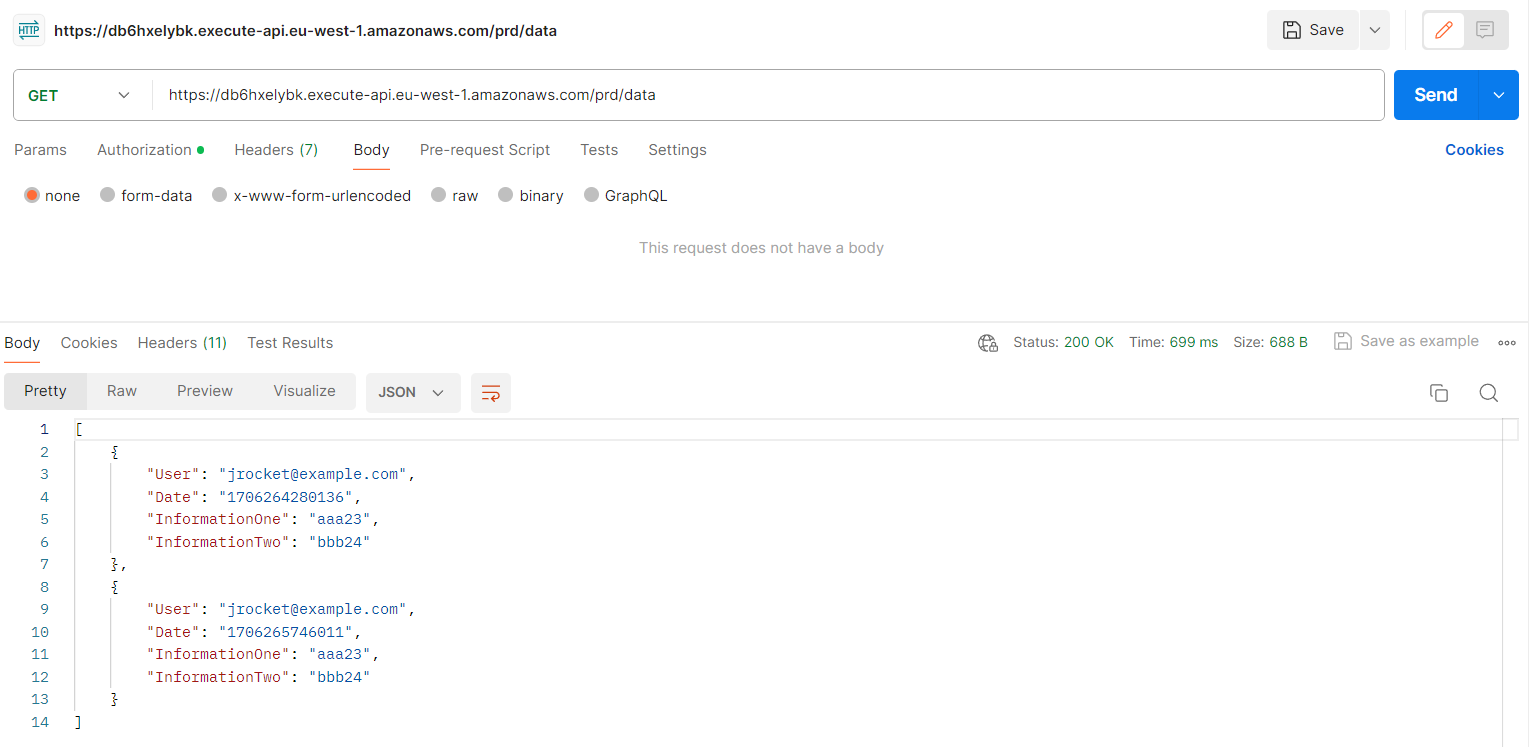 HTTP https://db6hxelybk.execute-api.eu-west-1.amazonaws.com/prd/data Save
GET https://db6hxelybk.execute-api.eu-west-1.amazonaws.com/prd/data Send
Params Authorization Headers (7) Body Pre-request Script Tests Settings Cookies
none form-data x-www-form-urlencoded raw binary GraphQL
This request does not have a body
Body Cookies Headers (11) Test Results Status: 200 OK Time: 699 ms Size: 688 B Save as example
Pretty Raw Preview Visualize JSON
1 [
2 {
3 "User": "jrocket@example.com",
4 "Date": "1706264280136",
5 "InformationOne": "aaa23",
6 "InformationTwo": "bbb24"
7 },
8 {
9 "User": "jrocket@example.com",
10 "Date": "1706265746011",
11 "InformationOne": "aaa23",
12 "InformationTwo": "bbb24"
13 }
14 ]